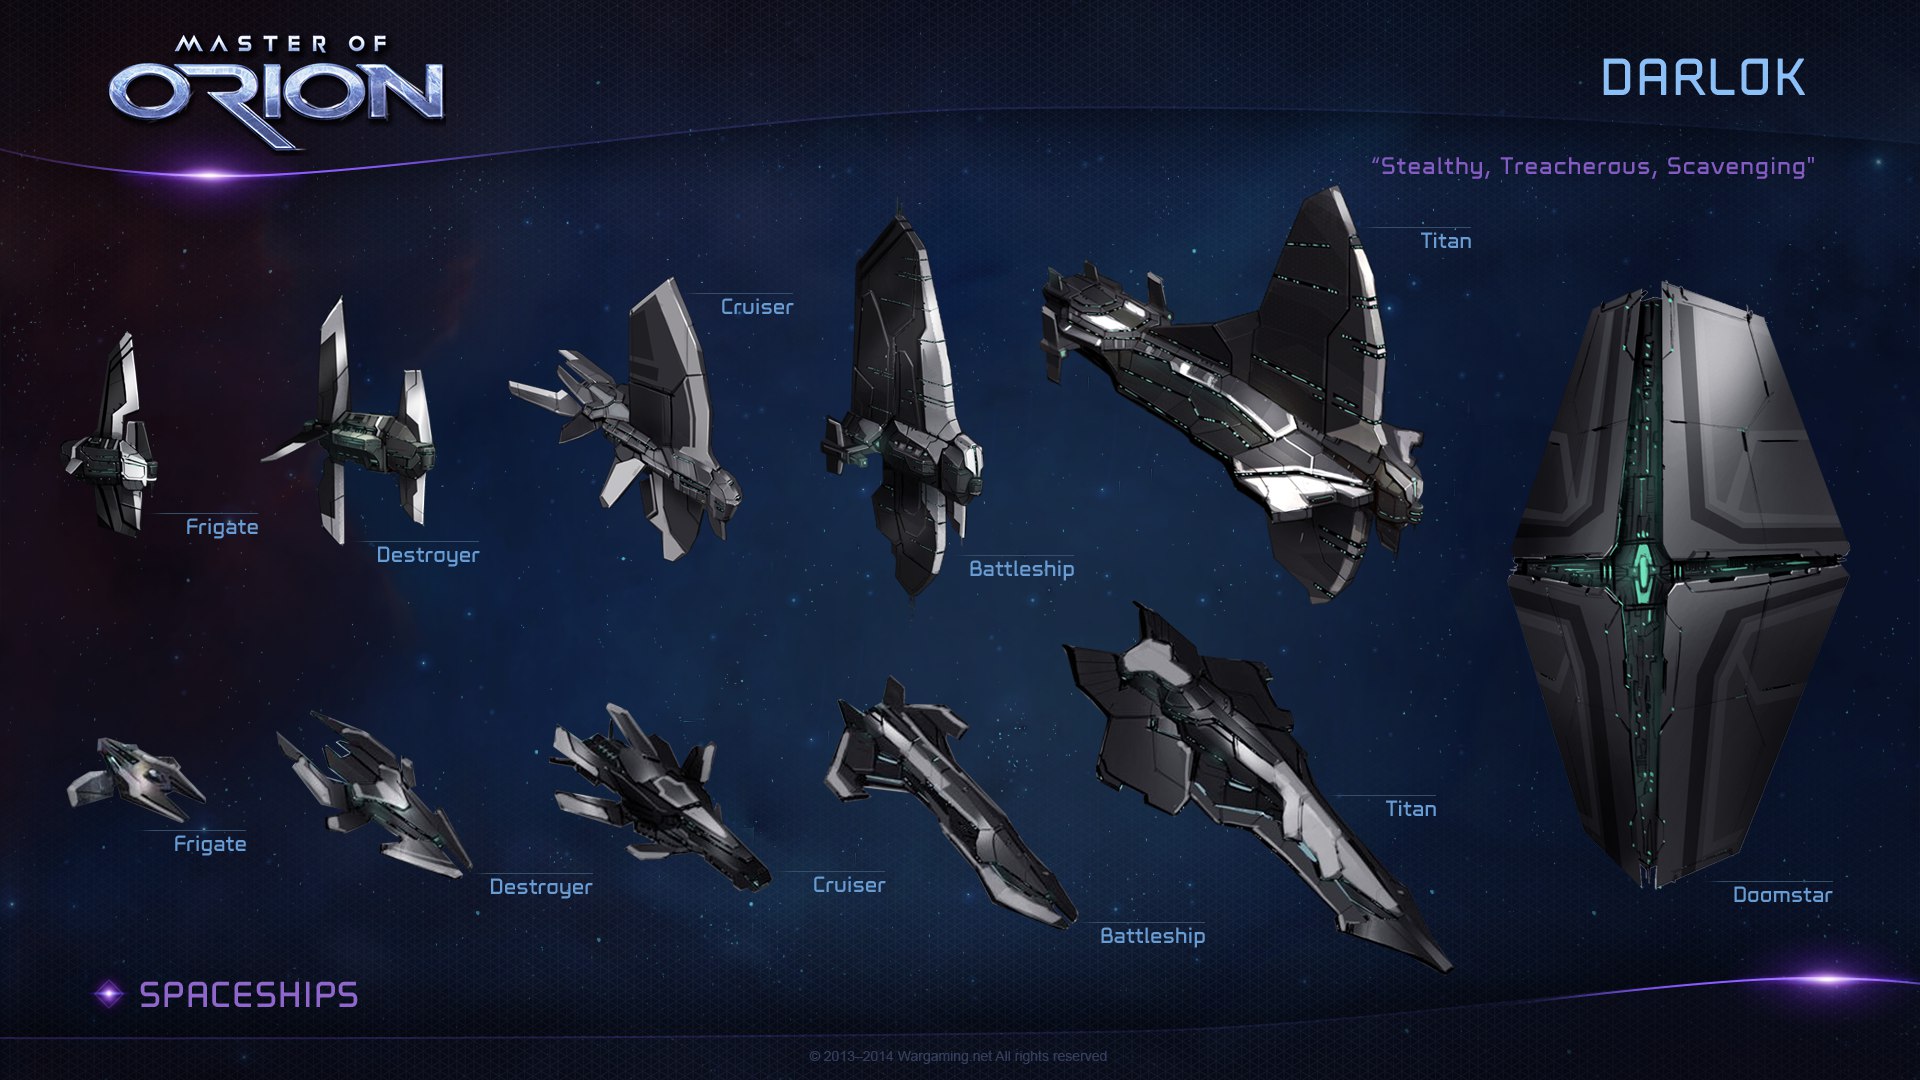 MASTER OF
ORION
DARLOK
“Stealthy, Treacherous, Scavenging"
Titan
Cruiser
Frigate
Destroyer
Battleship
Titan
Frigate
Destroyer
Cruiser
Battleship
Doomstar
SPACESHIPS
© 2013–2014 Wargaming.net All rights reserved